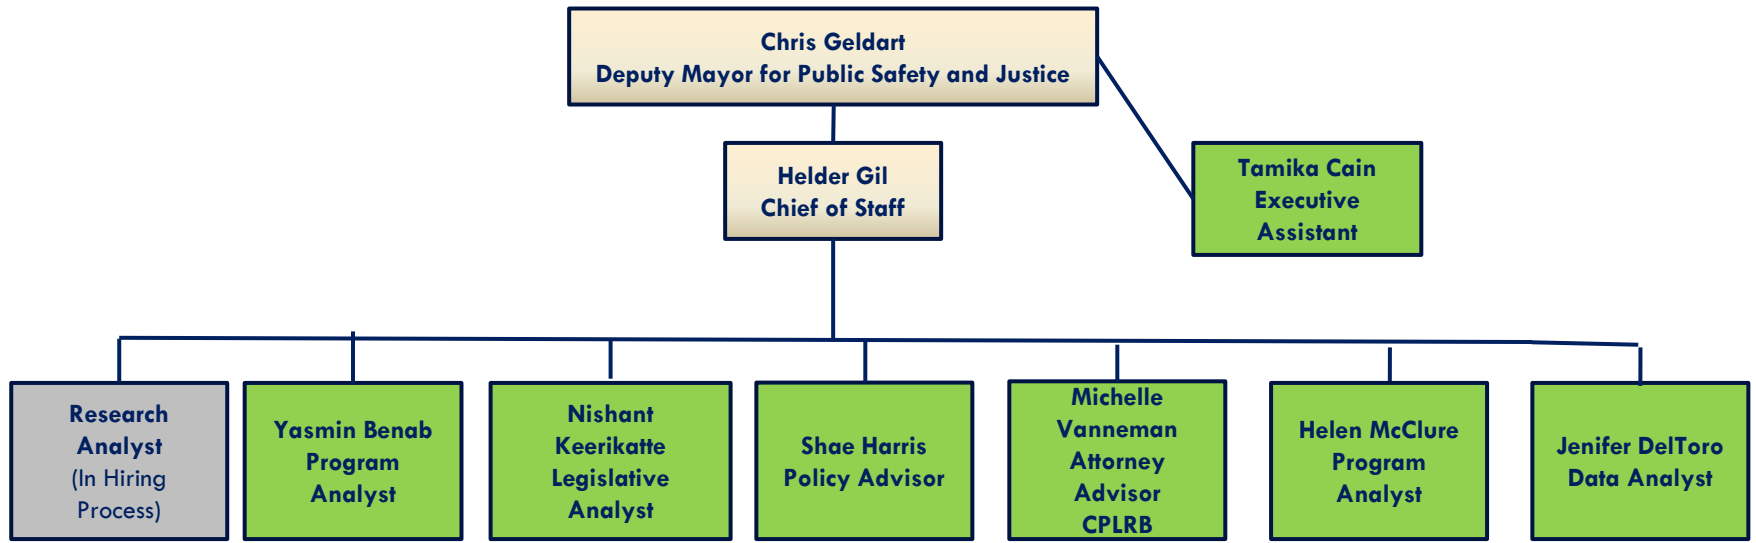 Chris Geldart
Deputy Mayor for Public Safety and Justice
Helder Gil
Chief of Staff
Tamika Cain
Executive
Assistant
Research
Analyst
(In Hiring
Process)
Yasmin Benab
Program
Analyst
Nishant
Keerikatte
Legislative
Analyst
Shae Harris
Policy Advisor
Michelle
Vanneman
Attorney
Advisor
CPLRB
Helen McClure
Program
Analyst
Jenifer DelToro
Data Analyst